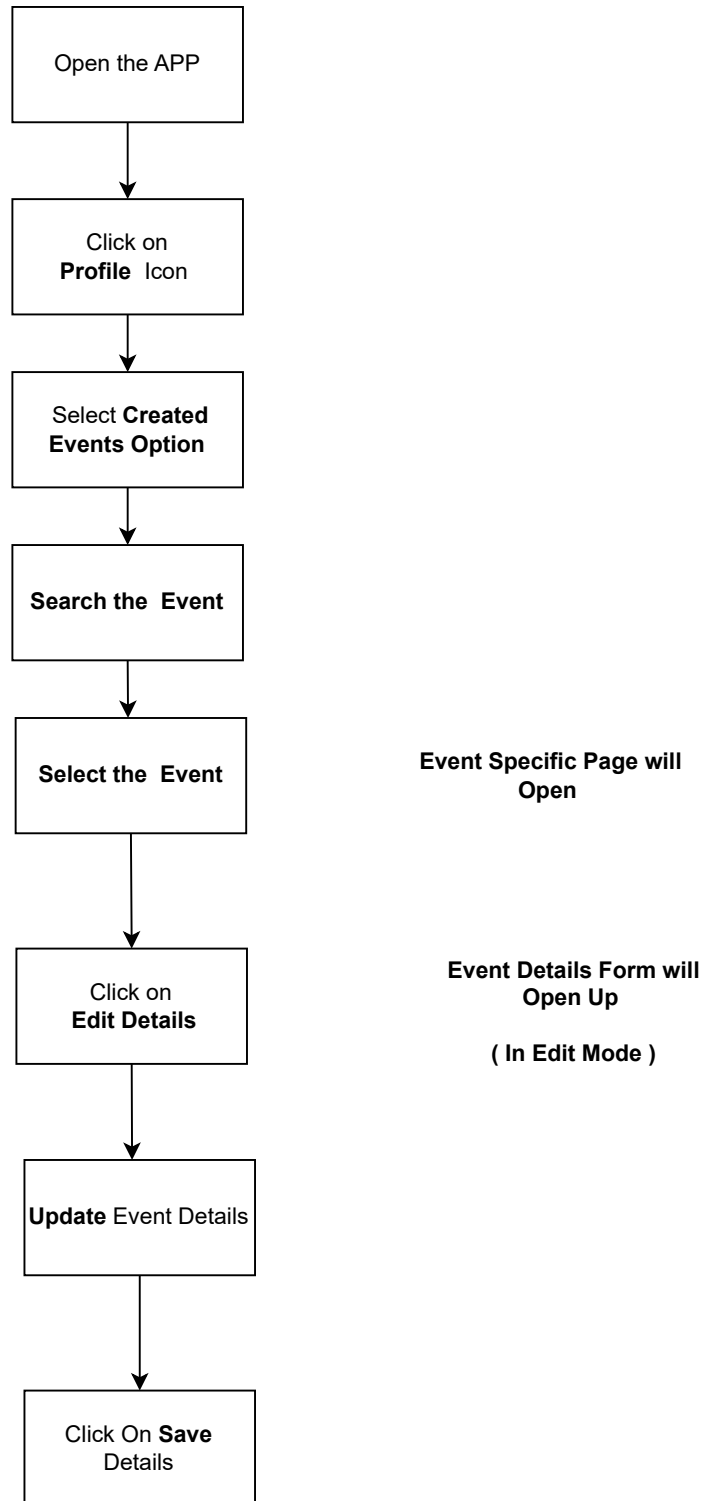 Open the APP
Click on
Profile Icon
Select Created
Events Option
Search the Event
Select the Event
Event Specific Page will
Open
Click on
Edit Details
Event Details Form will
Open Up
( In Edit Mode )
Update Event Details
Click On Save
Details